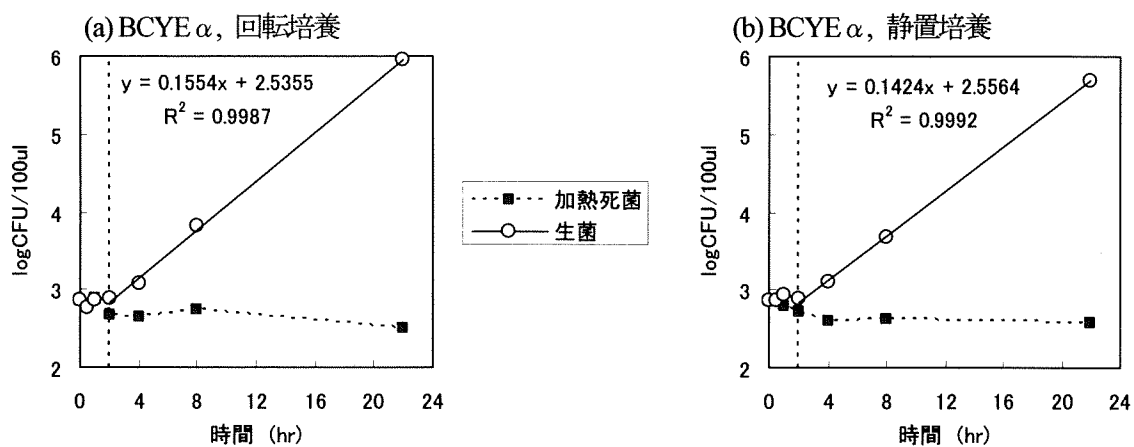 (a) BCYE α, 回転培養
6
5
4
3
2
logCFU/100ul
y = 0.1554x + 2.5355
R² = 0.9987
0 4 8 12 16 20 24
時間 (hr)
加熱死菌
生菌
(b) BCYE α, 静置培養
6
5
4
3
2
logCFU/100ul
y = 0.1424x + 2.5564
R² = 0.9992
0 4 8 12 16 20 24
時間 (hr)